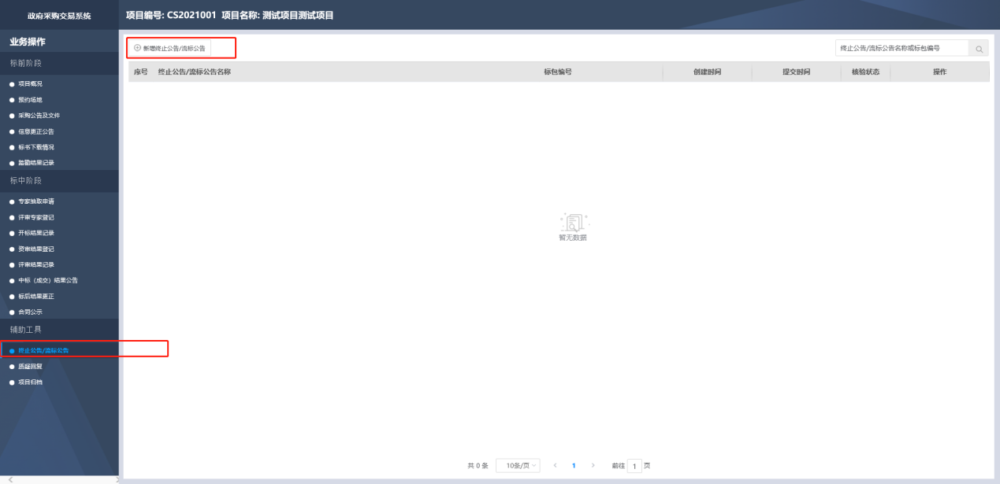 政府采购交易系统
项目编号: CS2021001 项目名称: 测试项目测试项目
业务操作
标前阶段
项目概况
预约场地
采购公告及文件
信息更正公告
标书下载情况
踏勘结果记录
标中阶段
专家抽取申请
评审专家登记
开标结果记录
资审结果登记
评审结果记录
中标（成交）结果公告
标后结果更正
合同公示
辅助工具
终止公告/流标公告
质疑回复
项目归档
新增终止公告/流标公告
终止公告/流标公告名称或标包编号
序号 终止公告/流标公告名称 标包编号 创建时间 提交时间 核验状态 操作
暂无数据
共 0 条 10条/页 1 前往 1 页